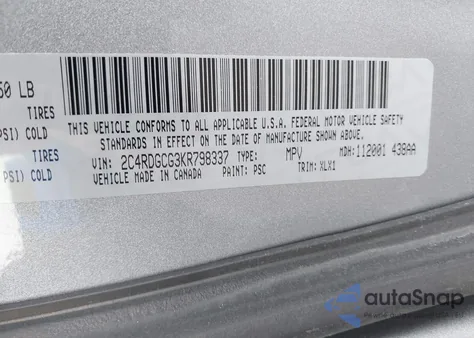 50 LB
TIRES
PSI) COLD
TIRES
PSI) COLD
THIS VEHICLE CONFORMS TO ALL APPLICABLE U.S.A. FEDERAL MOTOR VEHICLE SAFETY
STANDARDS IN EFFECT ON THE DATE OF MANUFACTURE SHOWN ABOVE.
VIN: 2C4RDGCG3KR798337 TYPE: MPV MDH: 112001 438AA
VEHICLE MADE IN CANADA PAINT: PSC TRIM: XLX1
autoSnap